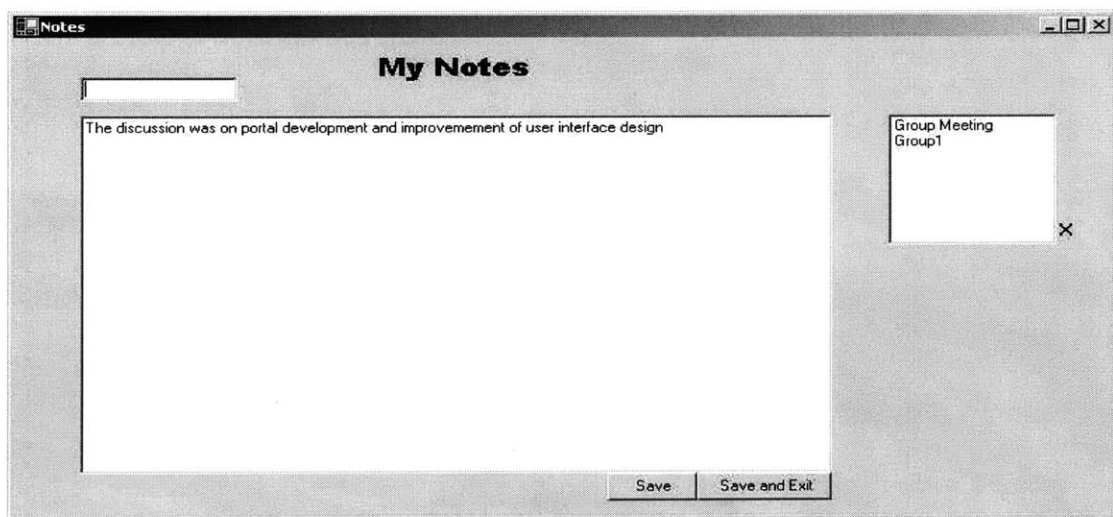 Notes
My Notes
The discussion was on portal development and improvemement of user interface design
Group Meeting
Group1
Save
Save and Exit